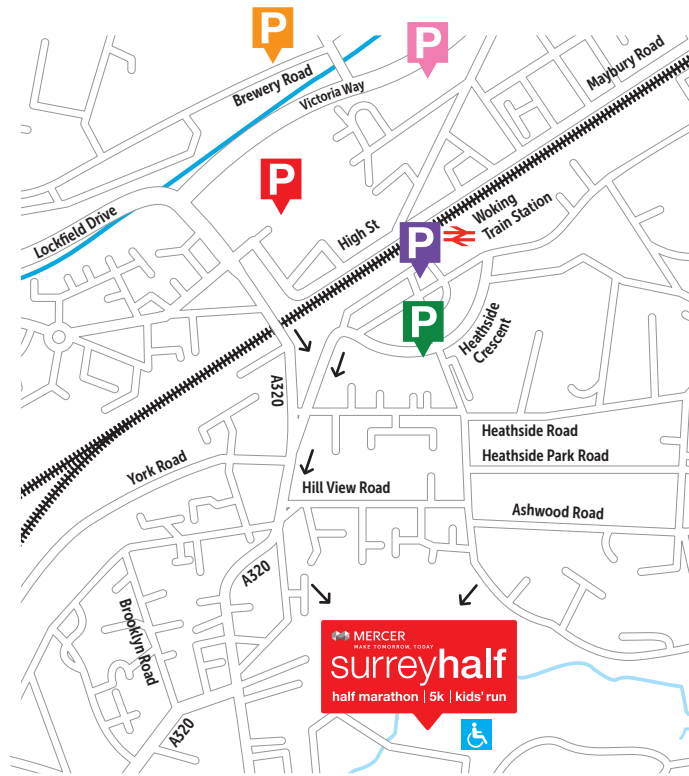 P
P
Brewery Road
Victoria Way
Maybury Road
P
Lockfield Drive
High St
Woking
Train Station
P
P
Heathside
Crescent
A320
Heathside Road
Heathside Park Road
York Road
Hill View Road
Ashwood Road
A320
Brooklyn Road
MERCER
MAKE TOMORROW, TODAY
surreyhalf
half marathon | 5k | kids' run
A320